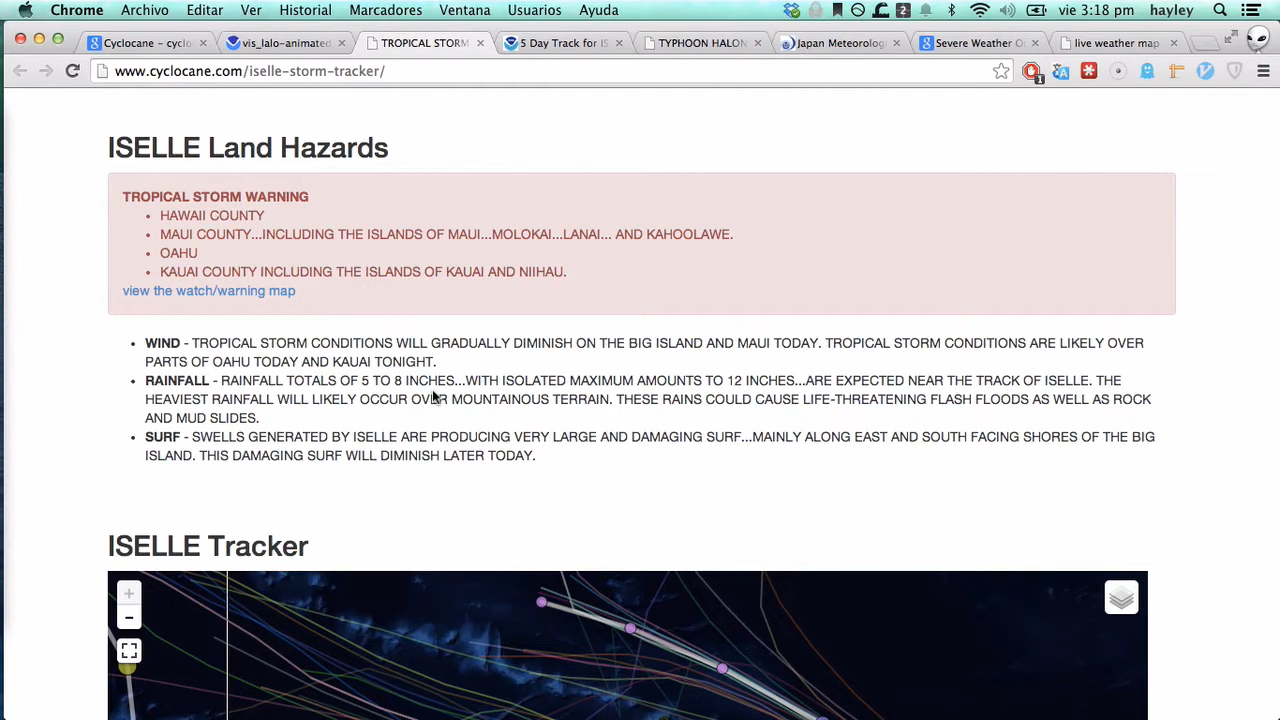 Chrome Archivo Editar Ver Historial Marcadores Ventana Usuarios Ayuda 2 vie 3:18 pm hayley
Cyclocane – cyclo vis_lalo-animated TROPICAL STORM 5 Day Track for IS TYPHOON HALON Japan Meteorolog Severe Weather O live weather map
www.cyclocane.com/iselle-storm-tracker/ 1
ISELLE Land Hazards
TROPICAL STORM WARNING
• HAWAII COUNTY
• MAUI COUNTY...INCLUDING THE ISLANDS OF MAUI...MOLOKAI...LANAI... AND KAHOOLAWE.
• OAHU
• KAUAI COUNTY INCLUDING THE ISLANDS OF KAUAI AND NIIHAU.
view the watch/warning map
• WIND - TROPICAL STORM CONDITIONS WILL GRADUALLY DIMINISH ON THE BIG ISLAND AND MAUI TODAY. TROPICAL STORM CONDITIONS ARE LIKELY OVER
PARTS OF OAHU TODAY AND KAUAI TONIGHT.
• RAINFALL - RAINFALL TOTALS OF 5 TO 8 INCHES...WITH ISOLATED MAXIMUM AMOUNTS TO 12 INCHES...ARE EXPECTED NEAR THE TRACK OF ISELLE. THE
HEAVIEST RAINFALL WILL LIKELY OCCUR OVER MOUNTAINOUS TERRAIN. THESE RAINS COULD CAUSE LIFE-THREATENING FLASH FLOODS AS WELL AS ROCK
AND MUD SLIDES.
• SURF - SWELLS GENERATED BY ISELLE ARE PRODUCING VERY LARGE AND DAMAGING SURF...MAINLY ALONG EAST AND SOUTH FACING SHORES OF THE BIG
ISLAND. THIS DAMAGING SURF WILL DIMINISH LATER TODAY.
ISELLE Tracker
+
-